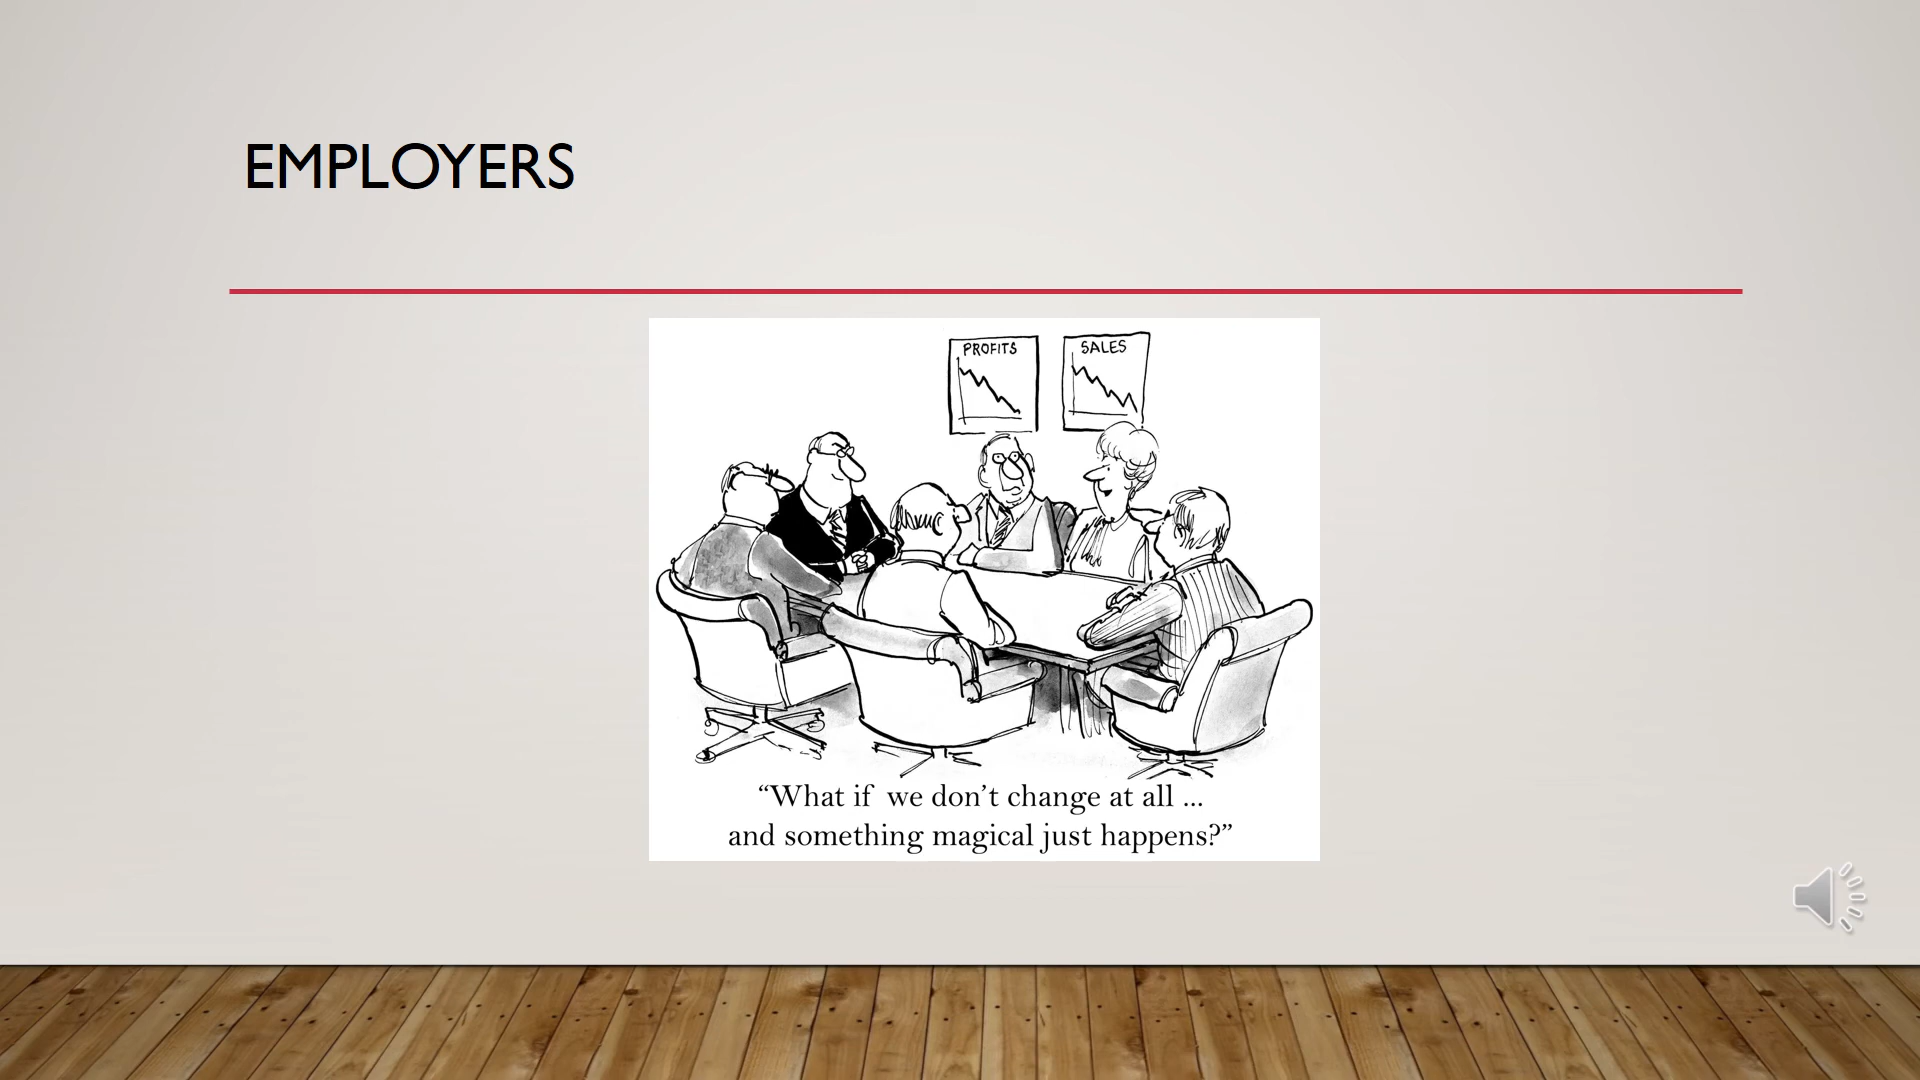 EMPLOYERS
PROFITS
SALES
“What if we don’t change at all ...
and something magical just happens?”